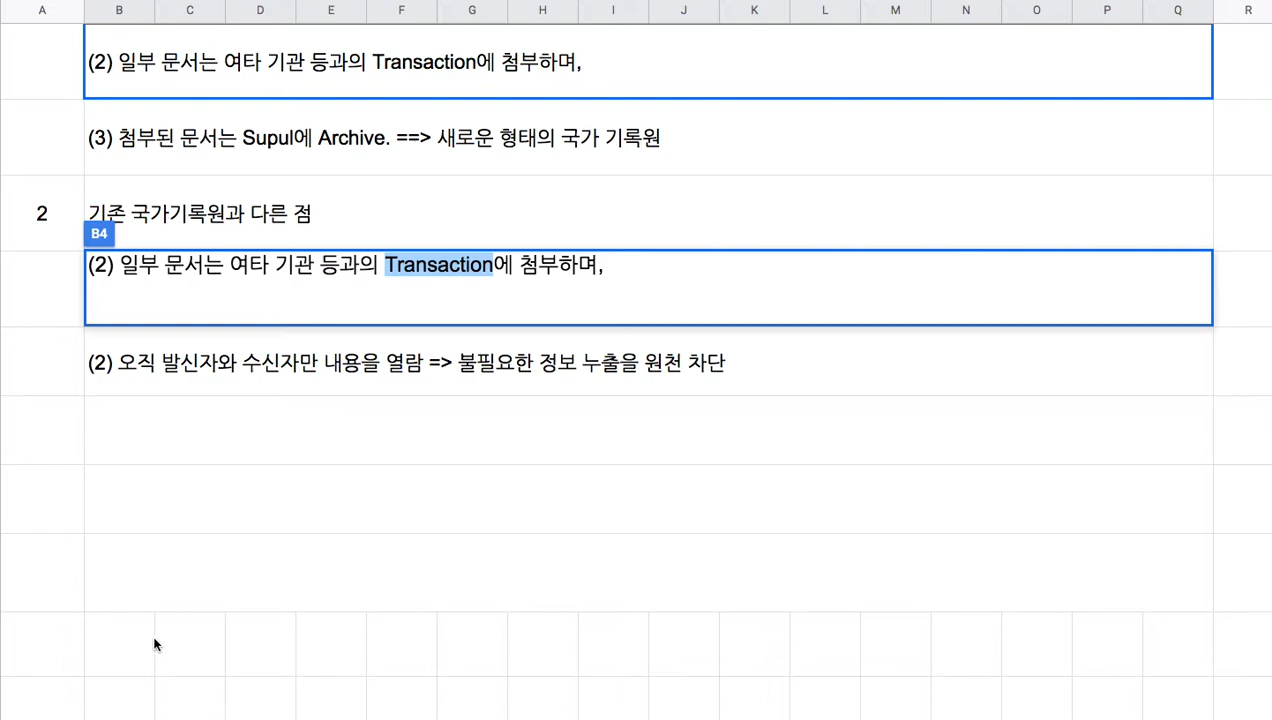 A B C D E F G H I J K L M N O P Q R
(2) 일부 문서는 여타 기관 등과의 Transaction에 첨부하며,
(3) 첨부된 문서는 Supul에 Archive. ==> 새로운 형태의 국가 기록원
2 기존 국가기록원과 다른 점
B4
(2) 일부 문서는 여타 기관 등과의 Transaction에 첨부하며,
(2) 오직 발신자와 수신자만 내용을 열람 => 불필요한 정보 누출을 원천 차단